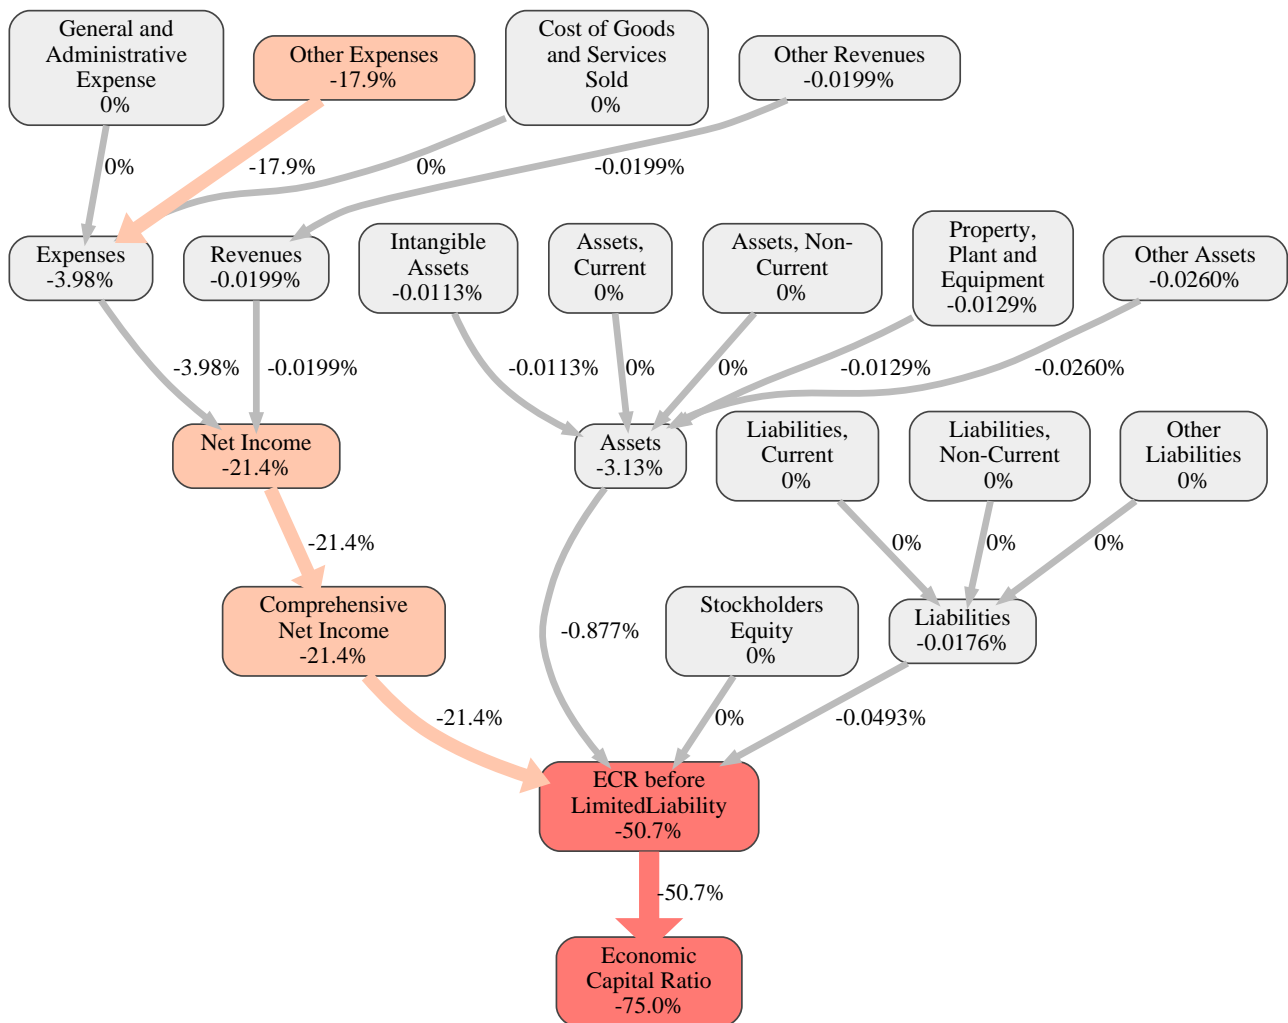 General and
Administrative
Expense
0%
Other Expenses
-17.9%
Cost of Goods
and Services
Sold
0%
Other Revenues
-0.0199%
0%
-17.9%
0%
-0.0199%
Expenses
-3.98%
Revenues
-0.0199%
Intangible
Assets
-0.0113%
Assets,
Current
0%
Assets, Non-
Current
0%
Property,
Plant and
Equipment
-0.0129%
Other Assets
-0.0260%
-3.98%
-0.0199%
-0.0113%
0%
0%
-0.0129%
-0.0260%
Net Income
-21.4%
Assets
-3.13%
Liabilities,
Current
0%
Liabilities,
Non-Current
0%
Other
Liabilities
0%
-21.4%
0%
0%
0%
Comprehensive
Net Income
-21.4%
-0.877%
Stockholders
Equity
0%
Liabilities
-0.0176%
-21.4%
0%
-0.0493%
ECR before
LimitedLiability
-50.7%
-50.7%
Economic
Capital Ratio
-75.0%